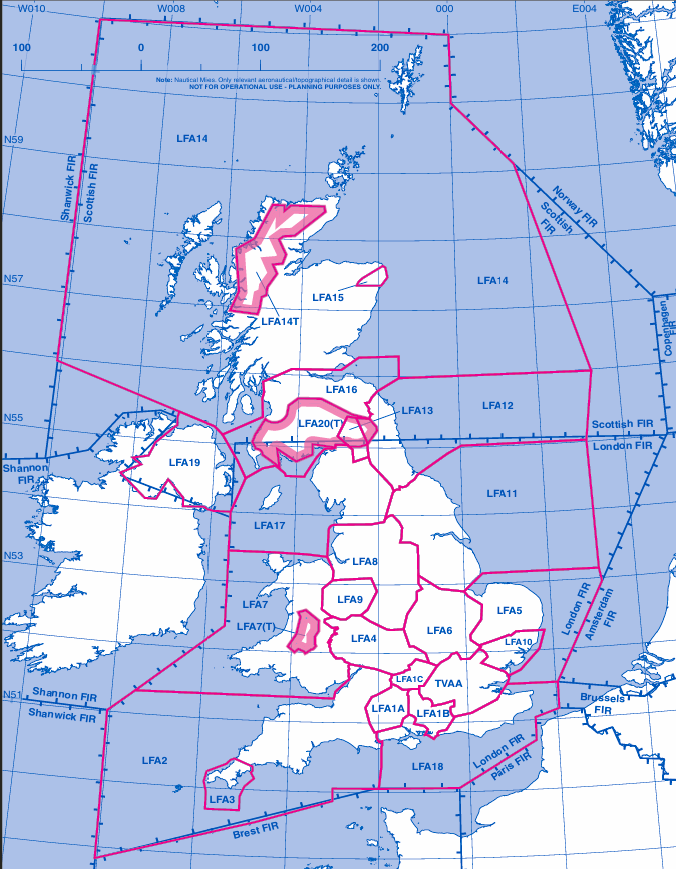 W010
W008
W004
000
E004
100
0
100
200
Note: Nautical Miles. Only relevant aeronautical/topographical detail is shown.
NOT FOR OPERATIONAL USE - PLANNING PURPOSES ONLY.
N59
LFA14
Shanwick FIR
Scottish FIR
Norway FIR
Scottish
FIR
N57
LFA15
LFA14
LFA14T
Copenhagen
FIR
LFA16
N55
LFA20(T)
LFA13
LFA12
Scottish FIR
London FIR
Shannon
FIR
LFA19
LFA11
LFA17
N53
LFA8
LFA9
LFA7
LFA7(T)
LFA4
LFA6
LFA5
LFA10
London FIR
Amsterdam
FIR
LFA1C
TVAA
N51
Shannon FIR
Shanwick FIR
LFA1A
LFA1B
Brussels
FIR
LFA2
LFA18
London FIR
Paris FIR
LFA3
Brest FIR